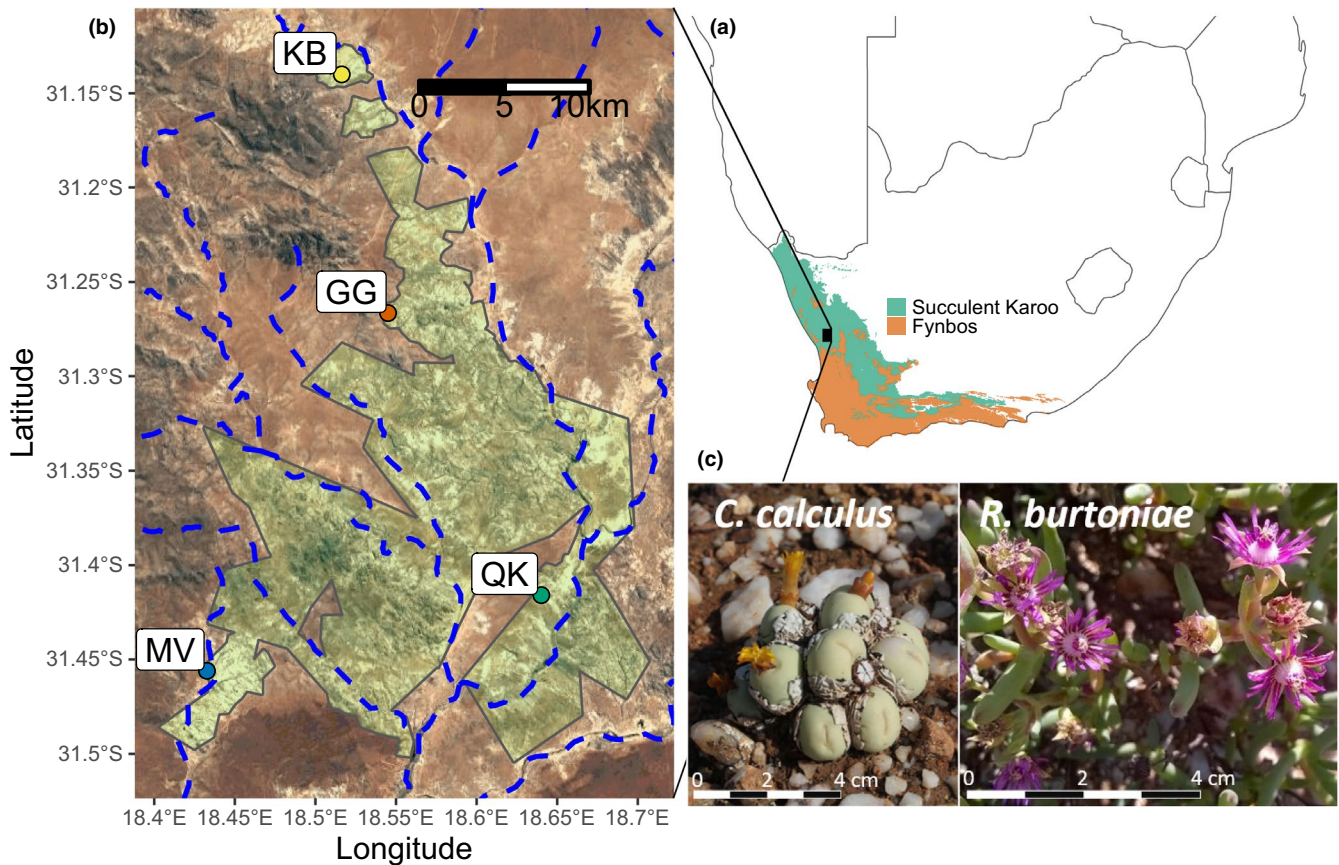 (b)
KB
0 5 10km
GG
QK
MV
31.15°S
31.2°S
31.25°S
31.3°S
31.35°S
31.4°S
31.45°S
31.5°S
Latitude
18.4°E 18.45°E 18.5°E 18.55°E 18.6°E 18.65°E 18.7°E
Longitude
(a)
Succulent Karoo
Fynbos
(c)
C. calculus
0 2 4 cm
R. burtoniae
0 2 4 cm